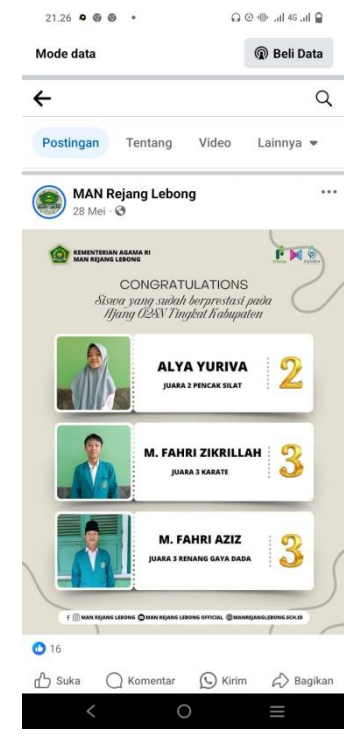 21.26
4G
Mode data
Beli Data
Postingan
Tentang
Video
Lainnya
MAN Rejang Lebong
28 Mei
KEMENTERIAN AGAMA RI
MAN REJANG LEBONG
CONGRATULATIONS
Siswa yang sudah berprestasi pada
Ajang O2SN Tingkat Kabupaten
ALYA YURIVA
JUARA 2 PENCAK SILAT
2
M. FAHRI ZIKRILLAH
JUARA 3 KARATE
3
M. FAHRI AZIZ
JUARA 3 RENANG GAYA DADA
3
MAN REJANG LEBONG MAN REJANG LEBONG OFFICIAL MANREJANGLEBONG.SCH.ID
16
Suka
Komentar
Kirim
Bagikan